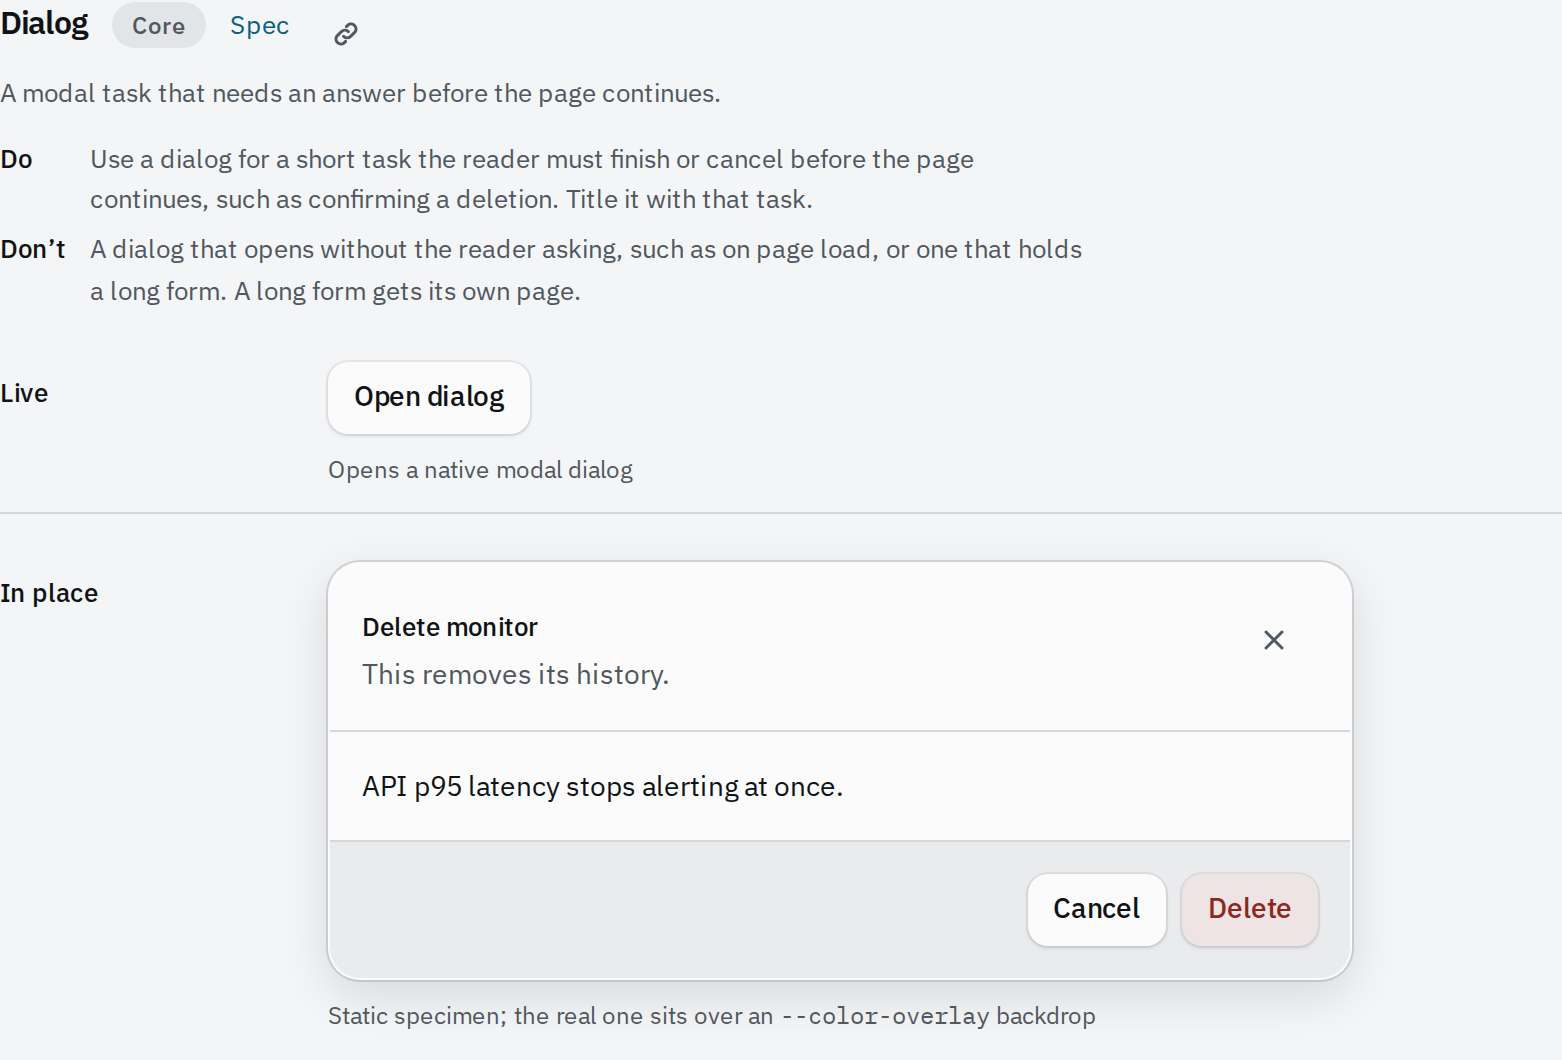 Dialog Core Spec
A modal task that needs an answer before the page continues.
Do Use a dialog for a short task the reader must finish or cancel before the page
continues, such as confirming a deletion. Title it with that task.
Don’t A dialog that opens without the reader asking, such as on page load, or one that holds
a long form. A long form gets its own page.
Live Open dialog
Opens a native modal dialog
In place
Delete monitor
This removes its history.
API p95 latency stops alerting at once.
Cancel Delete
Static specimen; the real one sits over an --color-overlay backdrop